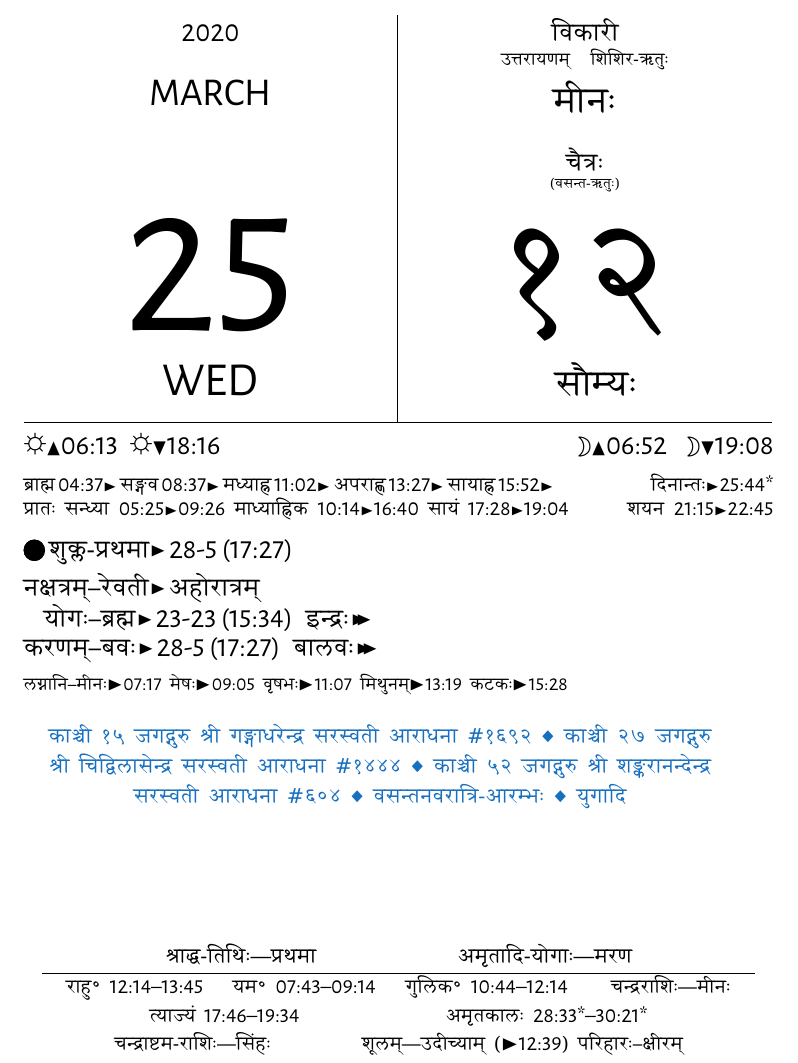 2020
MARCH
25
WED
विकारी
उत्तरायणम् शिशिर-ऋतुः
मीनः
चैत्रः
(वसन्त-ऋतुः)
१२
सौम्यः
☼▲06:13 ☼▼18:16
☽▲06:52 ☽▼19:08
ब्राह्म 04:37► सङ्गव 08:37► मध्याह्न 11:02► अपराह्ण 13:27► सायाह्न 15:52► दिनान्तः►25:44*
प्रातः सन्ध्या 05:25►09:26 माध्याह्निक 10:14►16:40 सायं 17:28►19:04 शयन 21:15►22:45
●शुक्ल-प्रथमा► 28-5 (17:27)
नक्षत्रम्–रेवती► अहोरात्रम्
योगः–ब्रह्म► 23-23 (15:34) इन्द्रः►►
करणम्–बवः► 28-5 (17:27) बालवः►►
लग्नानि–मीनः►07:17 मेषः►09:05 वृषभः►11:07 मिथुनम्►13:19 कटकः►15:28
काञ्ची १५ जगद्गुरु श्री गङ्गाधरेन्द्र सरस्वती आराधना #१६९२ ◆ काञ्ची २७ जगद्गुरु
श्री चिद्विलासेन्द्र सरस्वती आराधना #१४४४ ◆ काञ्ची ५२ जगद्गुरु श्री शङ्करानन्देन्द्र
सरस्वती आराधना #६०४ ◆ वसन्तनवरात्रि-आरम्भः ◆ युगादि
श्राद्ध-तिथिः—प्रथमा अमृतादि-योगाः—मरण
राहु॰ 12:14–13:45 यम॰ 07:43–09:14 गुलिक॰ 10:44–12:14 चन्द्रराशिः—मीनः
त्याज्यं 17:46–19:34 अमृतकालः 28:33*–30:21*
चन्द्राष्टम-राशिः—सिंहः शूलम्—उदीच्याम् (►12:39) परिहारः–क्षीरम्